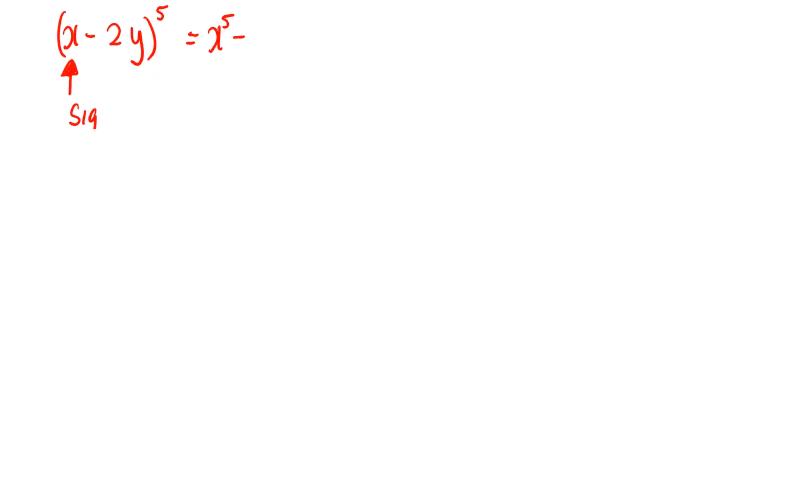 (x - 2y)^5 = x^5 -
Sig